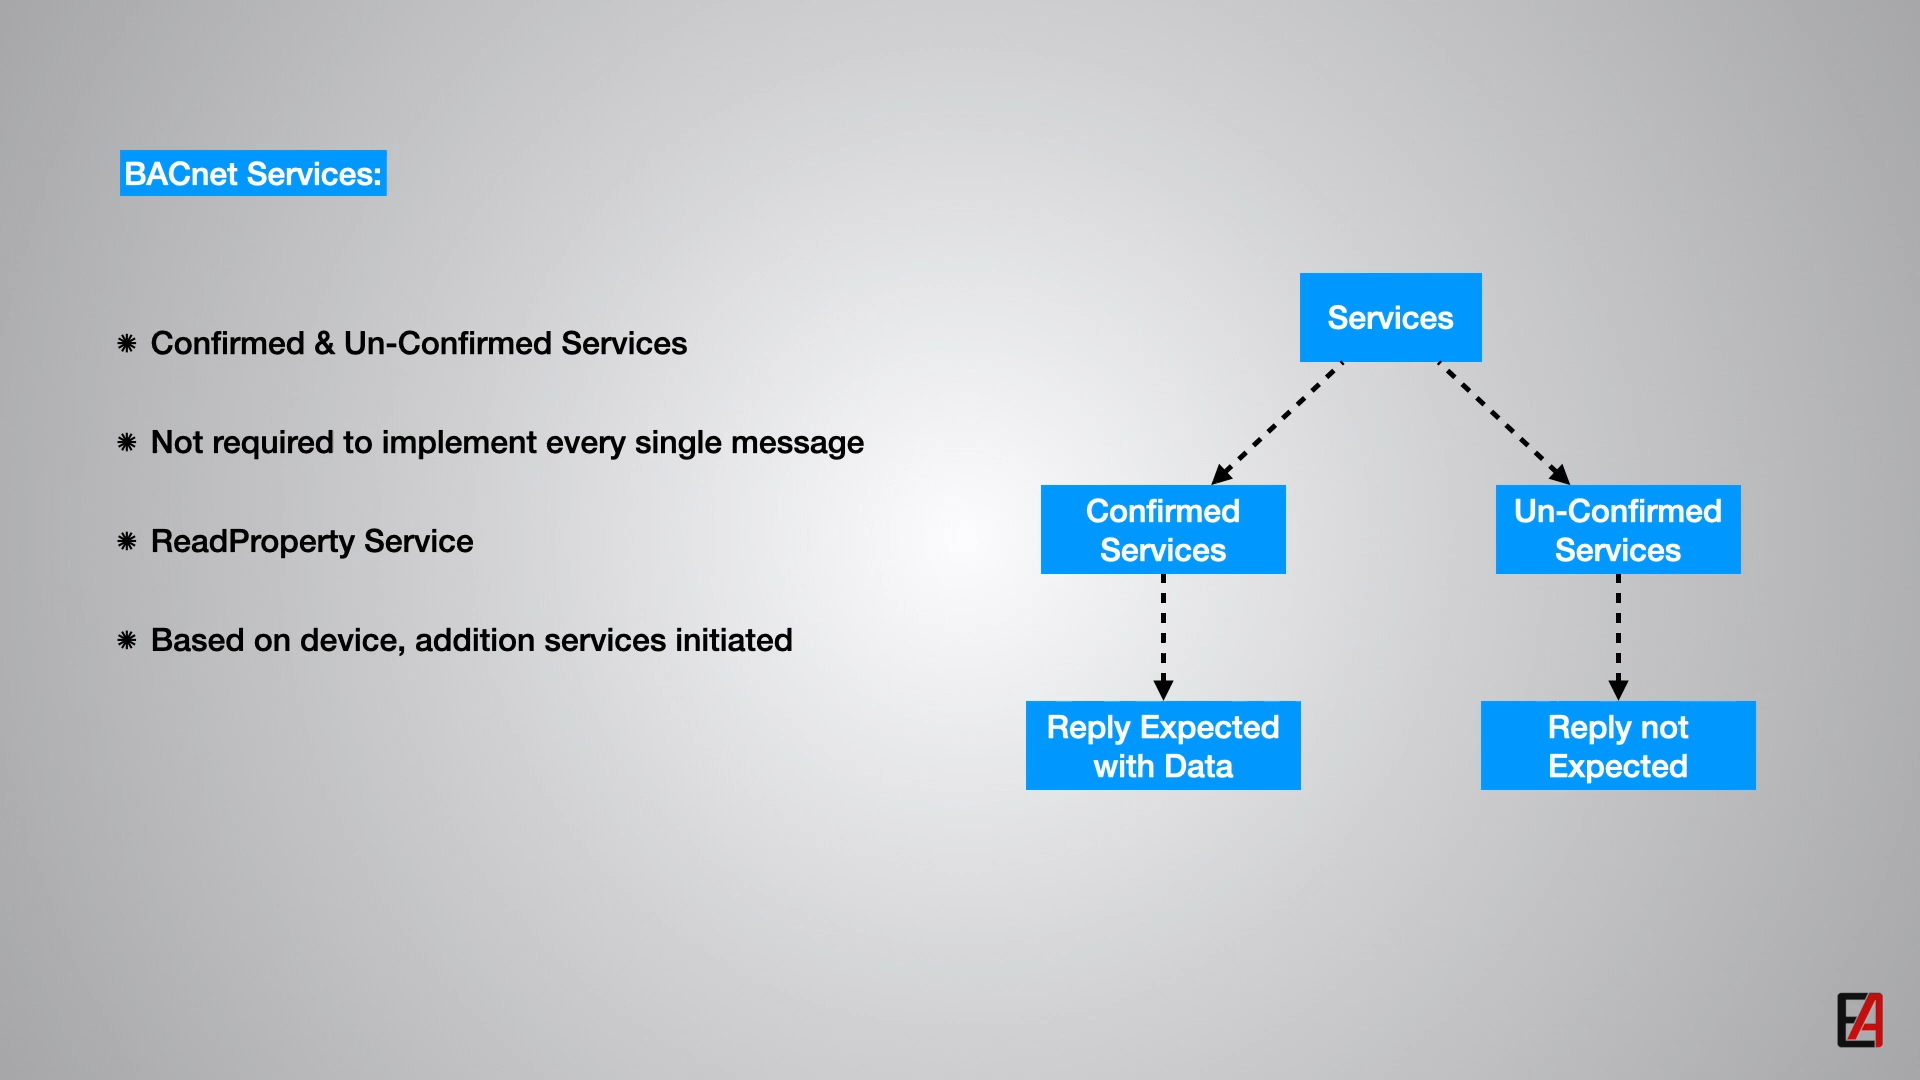 BACnet Services:
Confirmed & Un-Confirmed Services
Not required to implement every single message
ReadProperty Service
Based on device, addition services initiated
Services
Confirmed
Services
Un-Confirmed
Services
Reply Expected
with Data
Reply not
Expected
EA